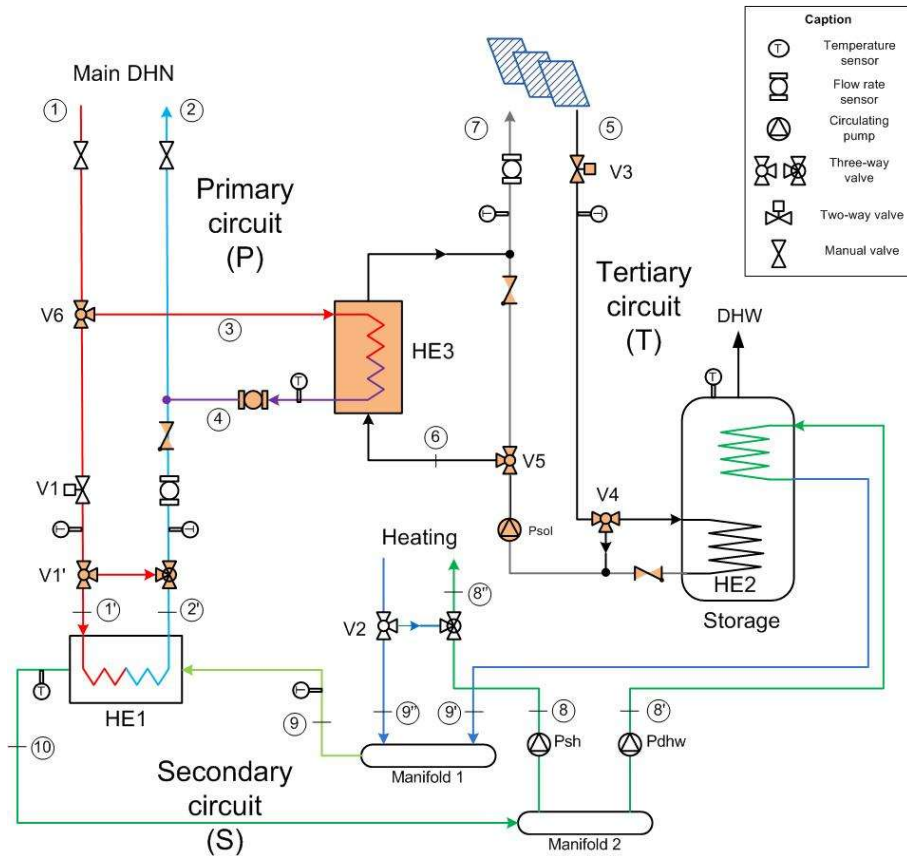 Caption
T
Temperature
sensor
Flow rate
sensor
Circulating
pump
Three-way
valve
Two-way valve
Manual valve
Main DHN
1
2
7
5
V3
T
T
Primary
circuit
(P)
Tertiary
circuit
(T)
V6
3
HE3
DHW
T
T
4
6
V5
V4
V1
T
T
Psol
Heating
V1'
1'
2'
8"
V2
HE2
Storage
T
HE1
T
9
9"
9'
8
8'
10
Psh
Pdhw
Manifold 1
Secondary
circuit
(S)
Manifold 2